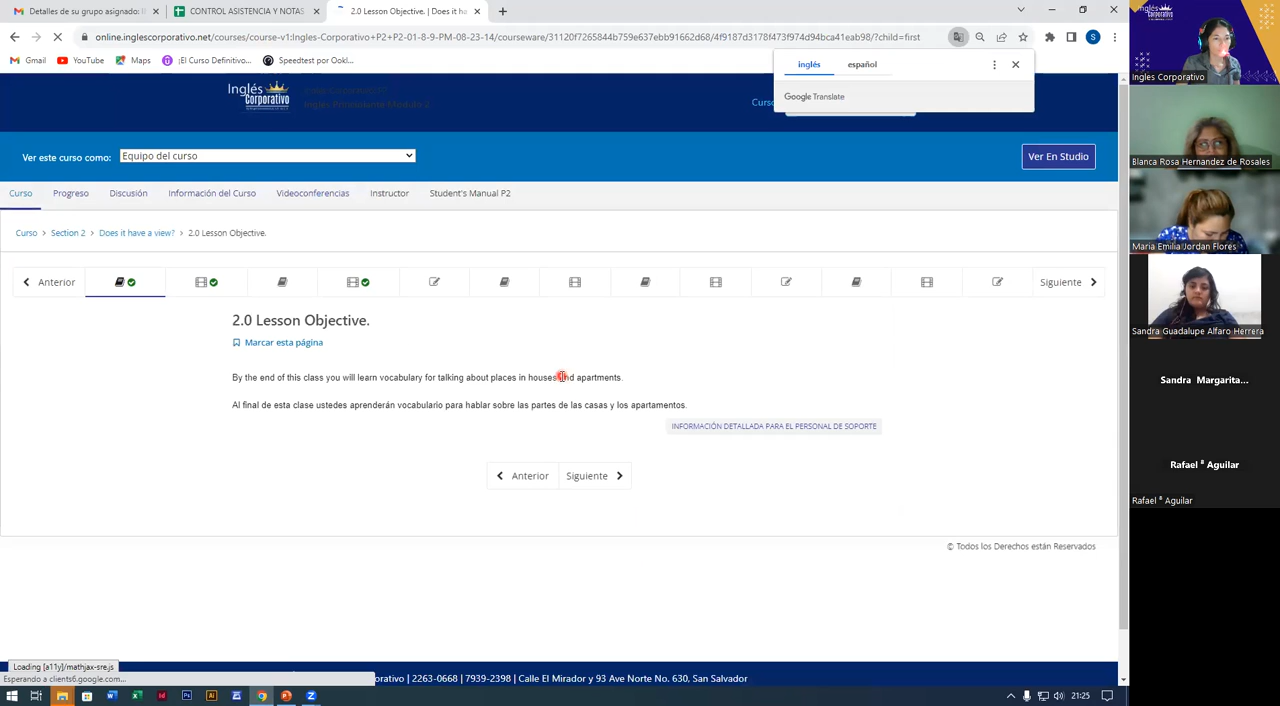 Detalles de su grupo asignado: In
CONTROL ASISTENCIA Y NOTAS
2.0 Lesson Objective. | Does it ha
online.inglescorporativo.net/courses/course-v1:Ingles-Corporativo+P2+P2-01-8-9-PM-08-23-14/courseware/31120f7265844b759e637ebb91662d68/4f9187d3178f473f974d94bca41eab98/?child=first
S
Gmail
YouTube
Maps
¡El Curso Definitivo...
Speedtest por Ookl...
inglés
español
Google Translate
Inglés
Corporativo
Curso
Ver este curso como:
Equipo del curso
Ver En Studio
Curso
Progreso
Discusión
Información del Curso
Videoconferencias
Instructor
Student's Manual P2
Curso > Section 2 > Does it have a view? > 2.0 Lesson Objective.
Anterior
Siguiente
2.0 Lesson Objective.
Marcar esta página
By the end of this class you will learn vocabulary for talking about places in houses and apartments.
Al final de esta clase ustedes aprenderán vocabulario para hablar sobre las partes de las casas y los apartamentos.
INFORMACIÓN DETALLADA PARA EL PERSONAL DE SOPORTE
Anterior
Siguiente
© Todos los Derechos están Reservados
Loading [a11y]/mathjax-sre.js
Esperando a clients6.google.com...
orativo | 2263-0668 | 7939-2398 | Calle El Mirador y 93 Ave Norte No. 630, San Salvador
21:25
Ingles Corporativo
Blanca Rosa Hernandez de Rosales
Maria Emilia Jordan Flores
Sandra Guadalupe Alfaro Herrera
Sandra Margarita...
Rafael ª Aguilar
Rafael ª Aguilar